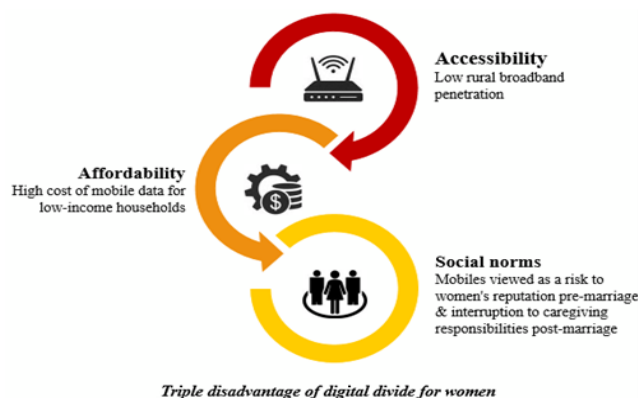 Accessibility
Low rural broadband
penetration
Affordability
High cost of mobile data for
low-income households
$
Social norms
Mobiles viewed as a risk to
women's reputation pre-marriage
& interruption to caregiving
responsibilities post-marriage
Triple disadvantage of digital divide for women